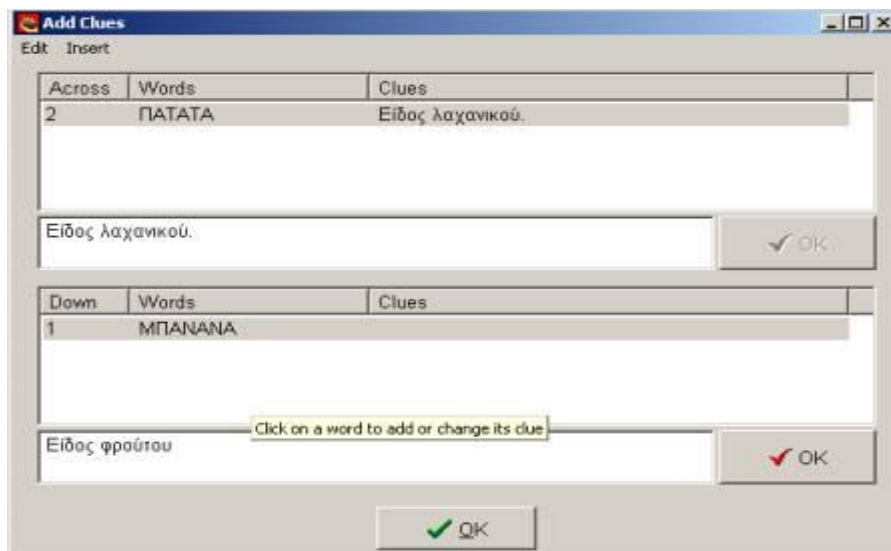 Add Clues
Edit Insert
Across Words Clues
2 ΠΑΤΑΤΑ Είδος λαχανικού.
Είδος λαχανικού.
OK
Down Words Clues
1 ΜΠΑΝΑΝΑ
Click on a word to add or change its clue
Είδος φρούτου
OK
OK